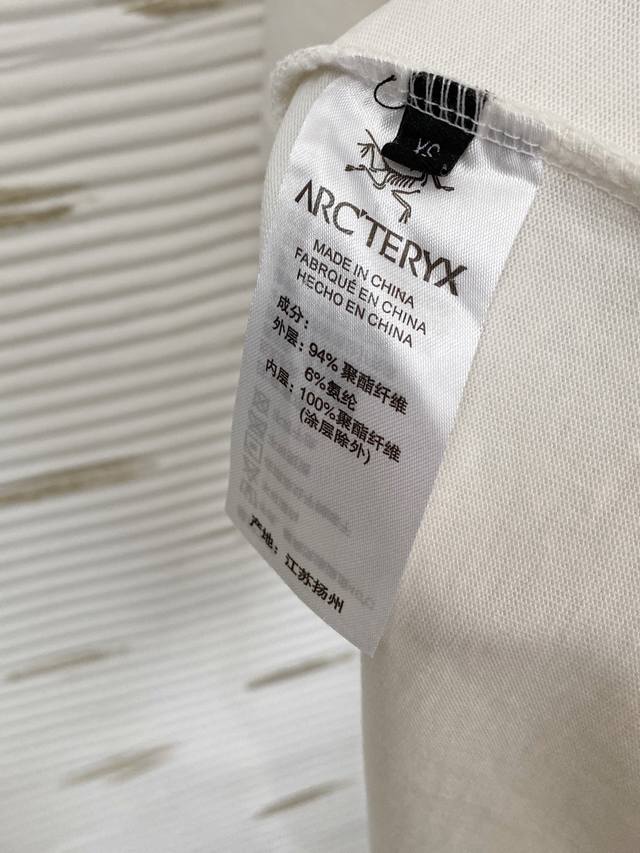 XS
ARC'TERYX
MADE IN CHINA
FABRIQUÉ EN CHINA
HECHO EN CHINA
成分：
外层：94% 聚酯纤维
6%氨纶
内层：100%聚酯纤维
(涂层除外)
产地：江苏扬州